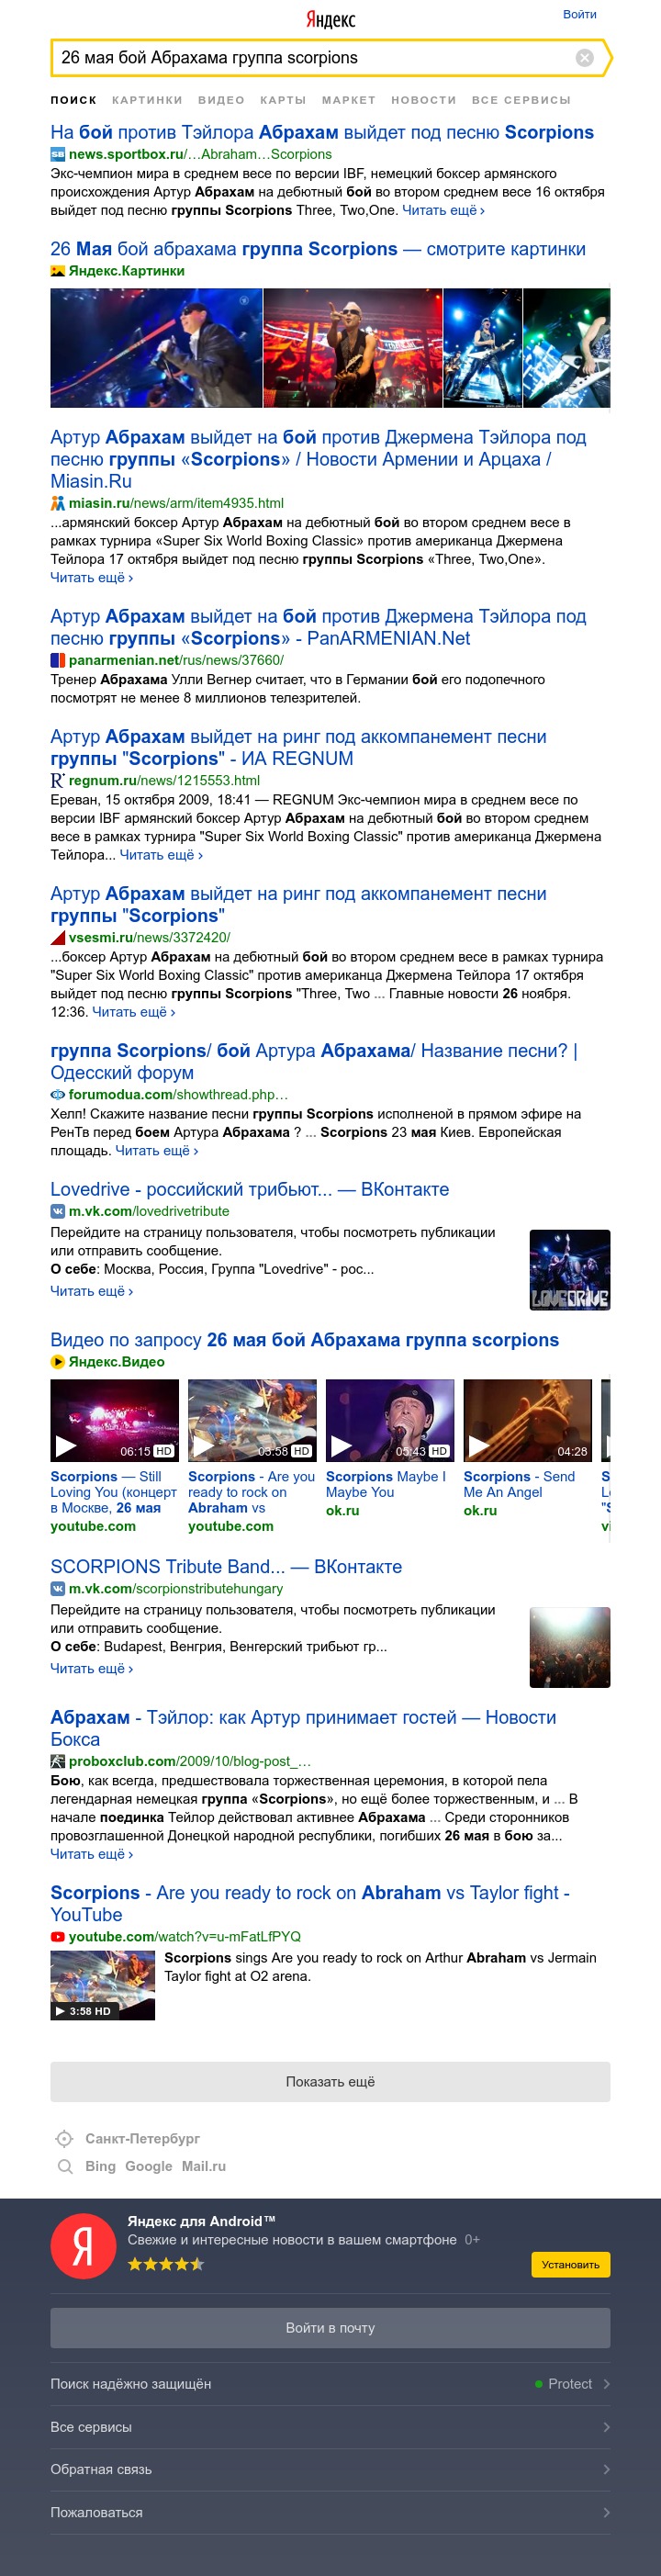 Яндекс
Войти
26 мая бой Абрахама группа scorpions
ПОИСК КАРТИНКИ ВИДЕО КАРТЫ МАРКЕТ НОВОСТИ ВСЕ СЕРВИСЫ
На бой против Тэйлора Абрахам выйдет под песню Scorpions
news.sportbox.ru/…Abraham…Scorpions
Экс-чемпион мира в среднем весе по версии IBF, немецкий боксер армянского
происхождения Артур Абрахам на дебютный бой во втором среднем весе 16 октября
выйдет под песню группы Scorpions Three, Two,One. Читать ещё ›
26 Мая бой абрахама группа Scorpions — смотрите картинки
Яндекс.Картинки
Артур Абрахам выйдет на бой против Джермена Тэйлора под
песню группы «Scorpions» / Новости Армении и Арцаха /
Miasin.Ru
miasin.ru/news/arm/item4935.html
...армянский боксер Артур Абрахам на дебютный бой во втором среднем весе в
рамках турнира «Super Six World Boxing Classic» против американца Джермена
Тейлора 17 октября выйдет под песню группы Scorpions «Three, Two,One».
Читать ещё ›
Артур Абрахам выйдет на бой против Джермена Тэйлора под
песню группы «Scorpions» - PanARMENIAN.Net
panarmenian.net/rus/news/37660/
Тренер Абрахама Улли Вегнер считает, что в Германии бой его подопечного
посмотрят не менее 8 миллионов телезрителей.
Артур Абрахам выйдет на ринг под аккомпанемент песни
группы "Scorpions" - ИА REGNUM
regnum.ru/news/1215553.html
Ереван, 15 октября 2009, 18:41 — REGNUM Экс-чемпион мира в среднем весе по
версии IBF армянский боксер Артур Абрахам на дебютный бой во втором среднем
весе в рамках турнира "Super Six World Boxing Classic" против американца Джермена
Тейлора... Читать ещё ›
Артур Абрахам выйдет на ринг под аккомпанемент песни
группы "Scorpions"
vsesmi.ru/news/3372420/
...боксер Артур Абрахам на дебютный бой во втором среднем весе в рамках турнира
"Super Six World Boxing Classic" против американца Джермена Тейлора 17 октября
выйдет под песню группы Scorpions "Three, Two ... Главные новости 26 ноября.
12:36. Читать ещё ›
группа Scorpions/ бой Артура Абрахама/ Название песни? |
Одесский форум
forumodua.com/showthread.php…
Хелп! Скажите название песни группы Scorpions исполненой в прямом эфире на
РенТв перед боем Артура Абрахама ? ... Scorpions 23 мая Киев. Европейская
площадь. Читать ещё ›
Lovedrive - российский трибьют... — ВКонтакте
m.vk.com/lovedrivetribute
Перейдите на страницу пользователя, чтобы посмотреть публикации
или отправить сообщение.
О себе: Москва, Россия, Группа "Lovedrive" - рос...
Читать ещё ›
LOVEDRIVE
Видео по запросу 26 мая бой Абрахама группа scorpions
Яндекс.Видео
06:15 HD 03:58 HD 05:43 HD 04:28
Scorpions — Still
Loving You (концерт
в Москве, 26 мая
youtube.com
Scorpions - Are you
ready to rock on
Abraham vs
youtube.com
Scorpions Maybe I
Maybe You
ok.ru
Scorpions - Send
Me An Angel
ok.ru
SCORPIONS Tribute Band... — ВКонтакте
m.vk.com/scorpionstributehungary
Перейдите на страницу пользователя, чтобы посмотреть публикации
или отправить сообщение.
О себе: Budapest, Венгрия, Венгерский трибьют гр...
Читать ещё ›
Абрахам - Тэйлор: как Артур принимает гостей — Новости
Бокса
proboxclub.com/2009/10/blog-post_…
Бою, как всегда, предшествовала торжественная церемония, в которой пела
легендарная немецкая группа «Scorpions», но ещё более торжественным, и ... В
начале поединка Тейлор действовал активнее Абрахама ... Среди сторонников
провозглашенной Донецкой народной республики, погибших 26 мая в бою за...
Читать ещё ›
Scorpions - Are you ready to rock on Abraham vs Taylor fight -
YouTube
youtube.com/watch?v=u-mFatLfPYQ
Scorpions sings Are you ready to rock on Arthur Abraham vs Jermain
Taylor fight at O2 arena.
3:58 HD
Показать ещё
Санкт-Петербург
Bing Google Mail.ru
Я
Яндекс для Android™
Свежие и интересные новости в вашем смартфоне 0+
Установить
Войти в почту
Поиск надёжно защищён Protect
Все сервисы
Обратная связь
Пожаловаться